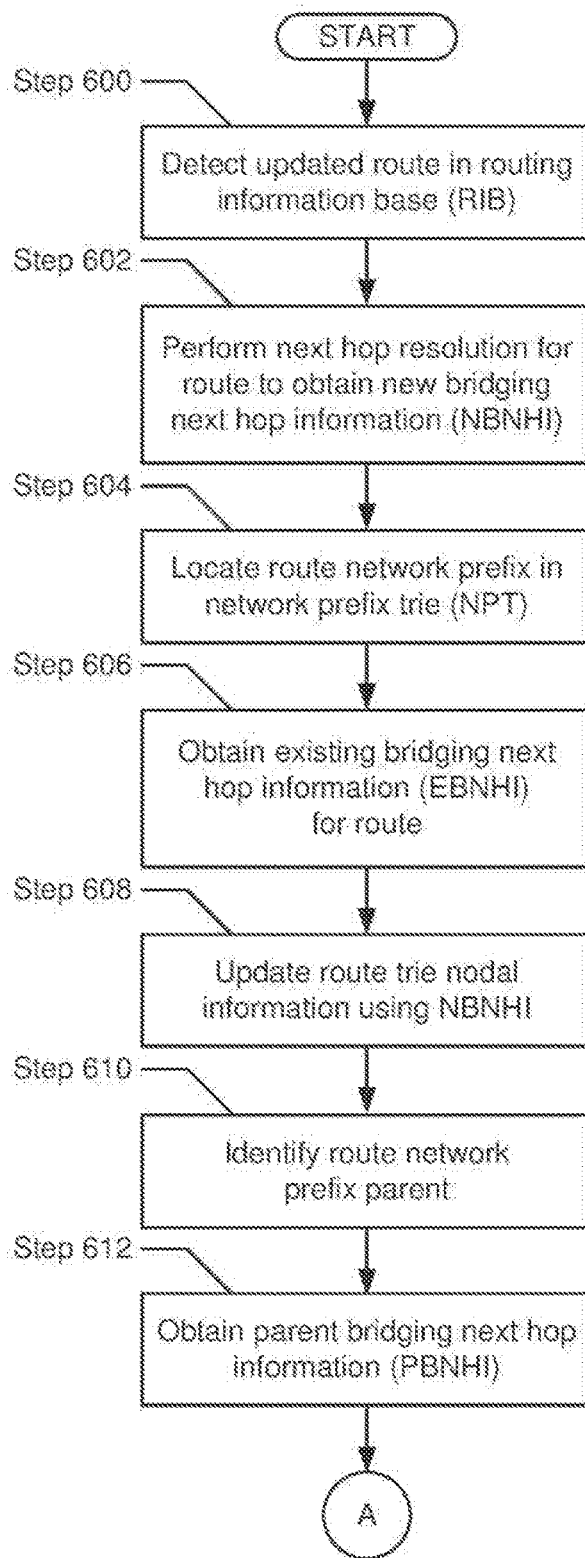 START
Step 600
Detect updated route in routing
information base (RIB)
Step 602
Perform next hop resolution for
route to obtain new bridging
next hop information (NBNHI)
Step 604
Locate route network prefix in
network prefix trie (NPT)
Step 606
Obtain existing bridging next
hop information (EBNHI)
for route
Step 608
Update route trie nodal
information using NBNHI
Step 610
Identify route network
prefix parent
Step 612
Obtain parent bridging next hop
information (PBNHI)
A